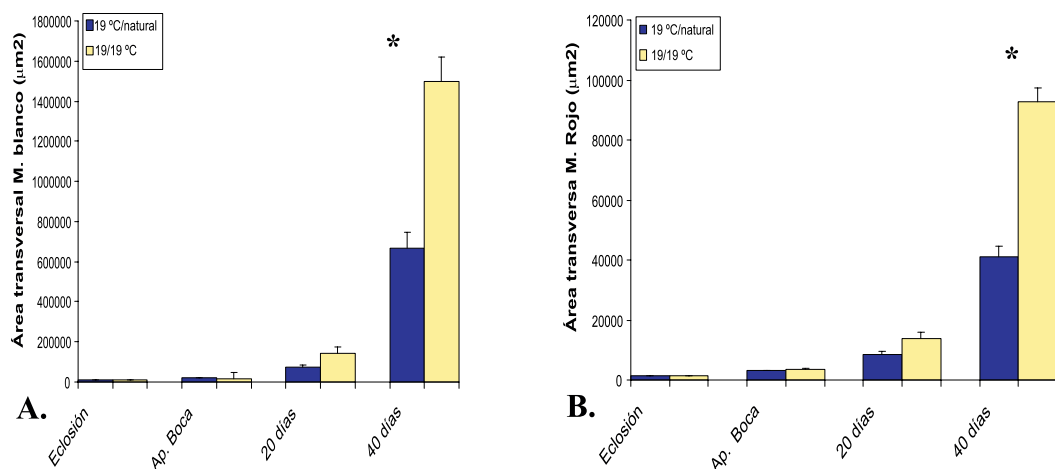 Área transversal M. blanco (μm2)
1800000
1600000
1400000
1200000
1000000
800000
600000
400000
200000
0
19 ºC/natural
19/19 ºC
*
Eclosión
Ap. Boca
20 días
40 días
A.
Área transversa M. Rojo (μm2)
120000
100000
80000
60000
40000
20000
0
19 ºC/natural
19/19 ºC
*
Eclosión
Ap. Boca
20 días
40 días
B.